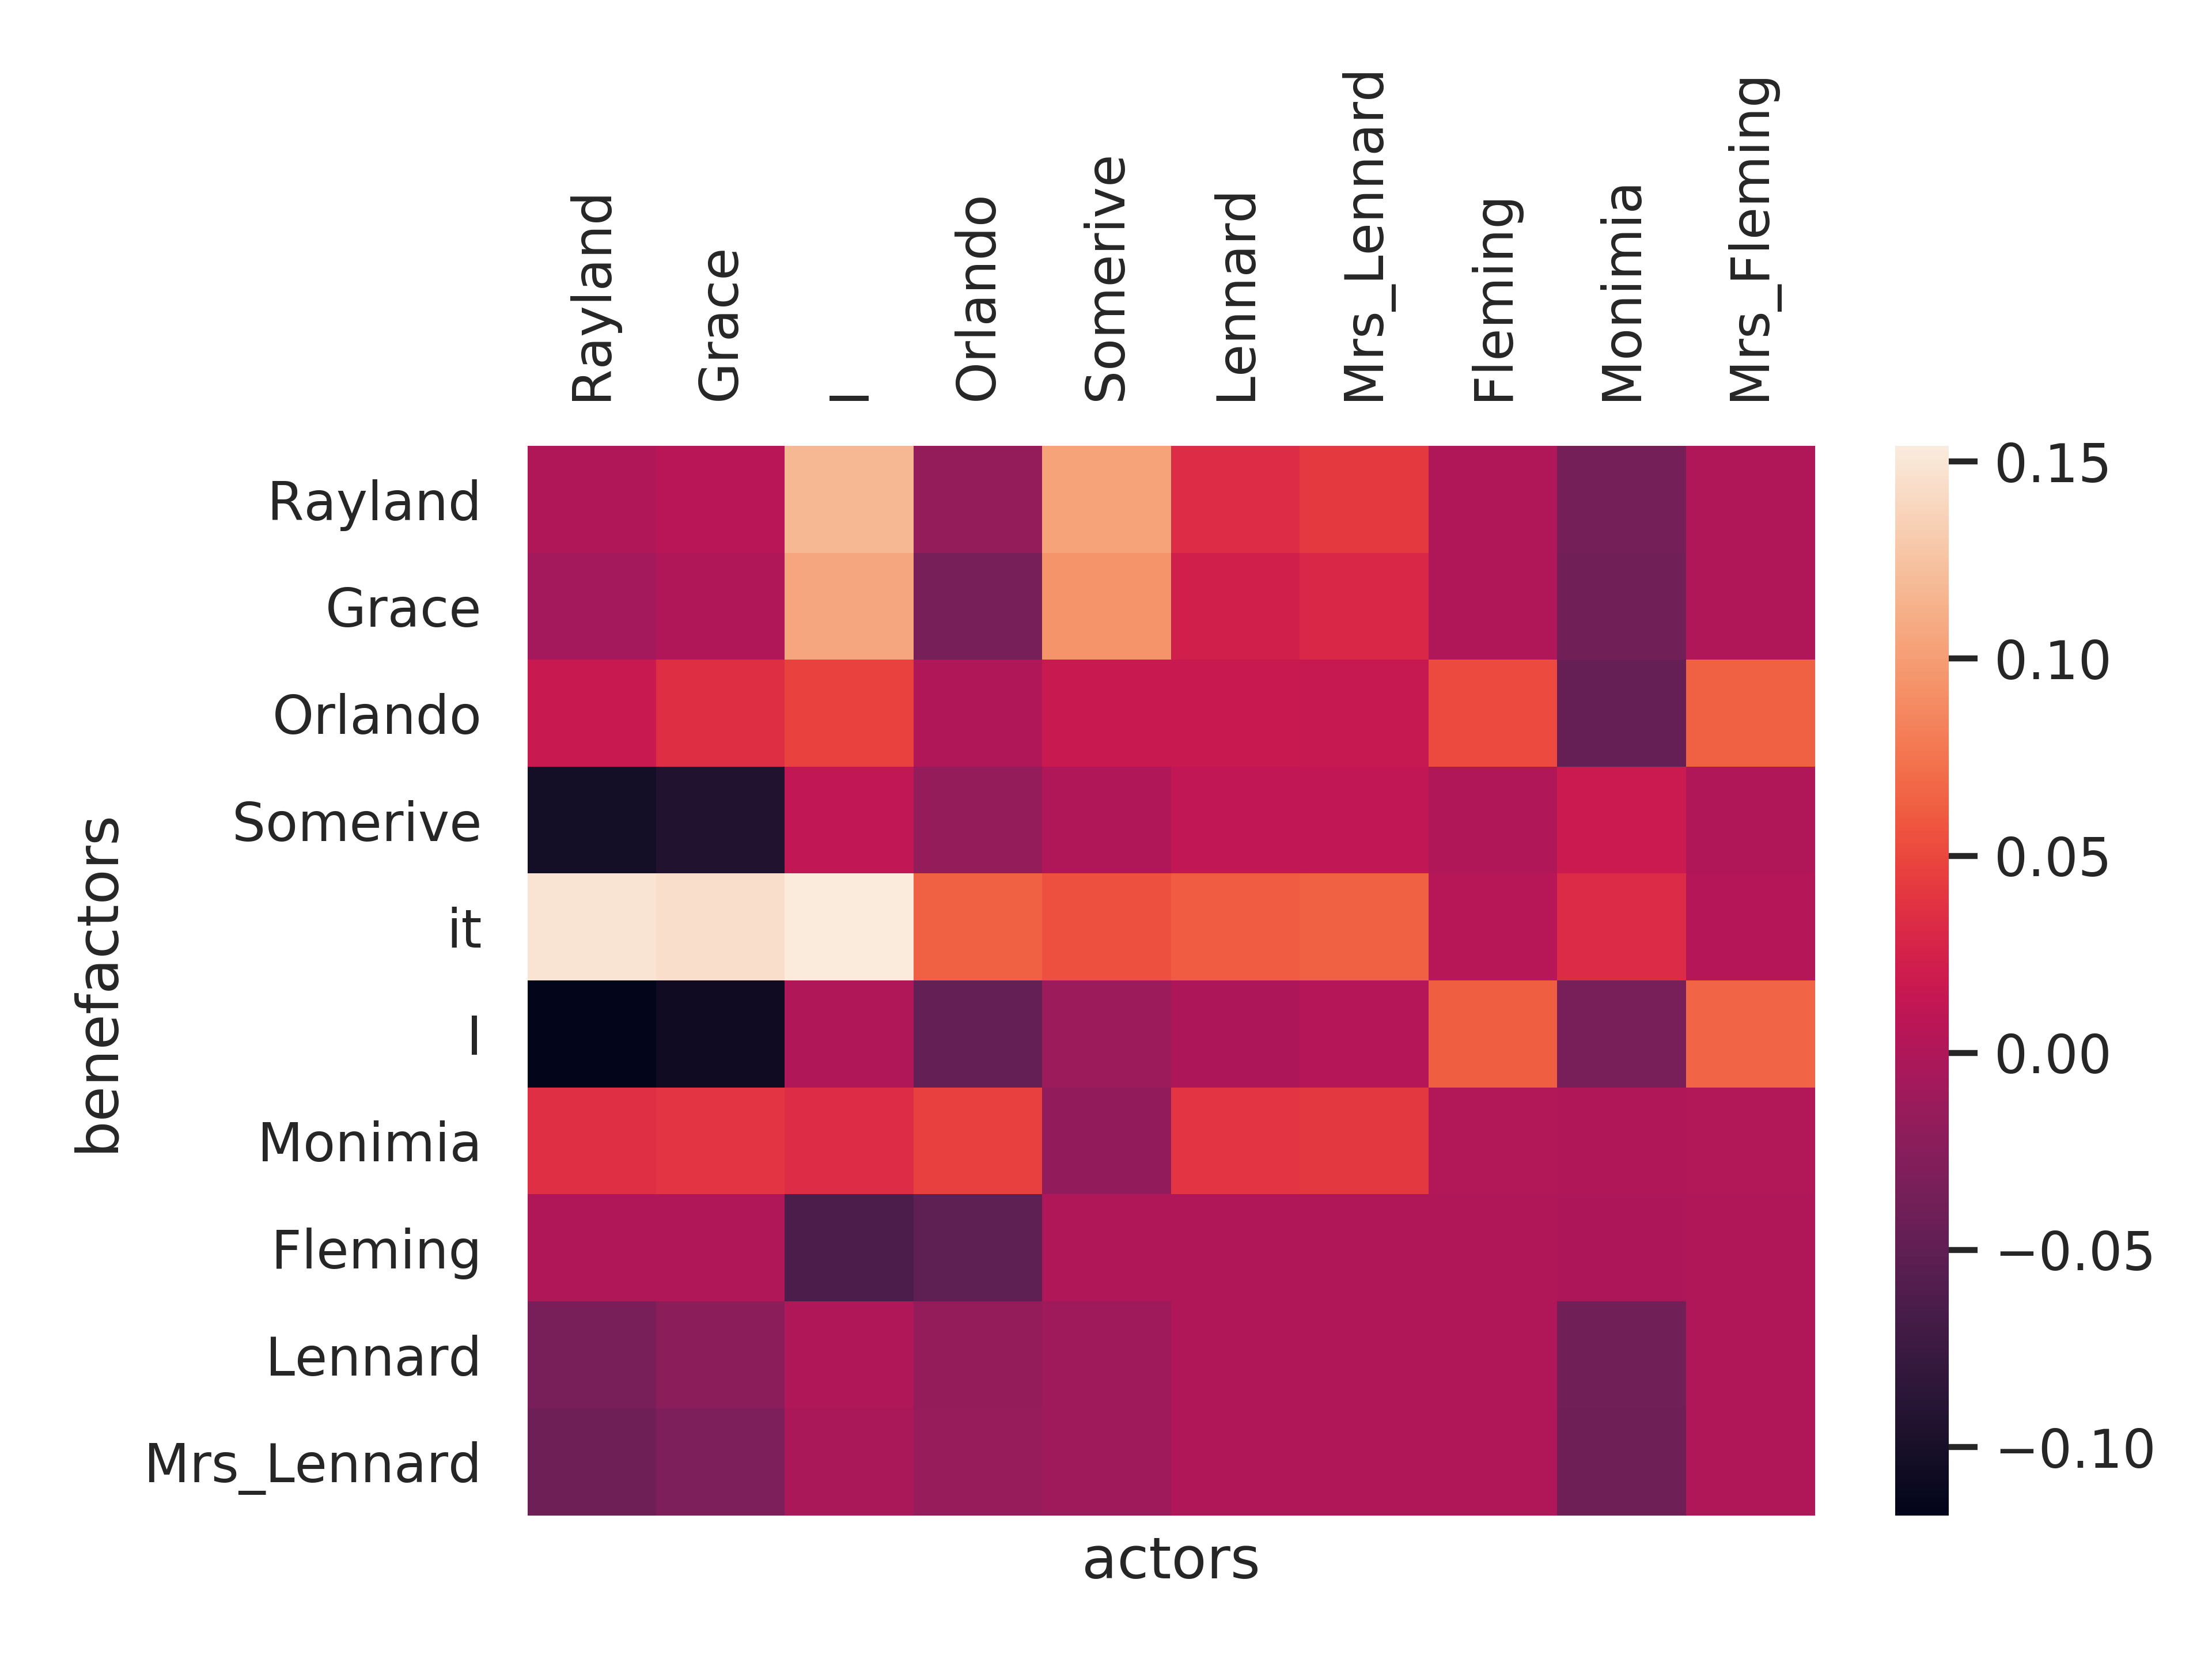 Rayland
Grace
I
Orlando
Somerive
Lennard
Mrs_Lennard
Fleming
Monimia
Mrs_Fleming
benefactors
Rayland
Grace
Orlando
Somerive
it
I
Monimia
Fleming
Lennard
Mrs_Lennard
actors
0.15
0.10
0.05
0.00
−0.05
−0.10